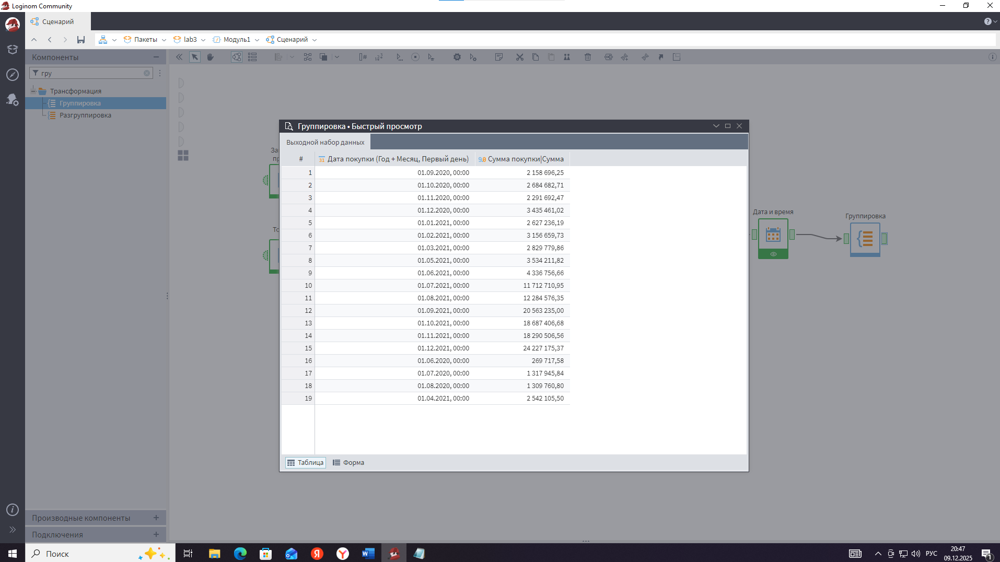 Loginom Community
Сценарий
Пакеты
lab3
Модуль1
Сценарий
Компоненты
гру
Трансформация
Группировка
Разгруппировка
Группировка • Быстрый просмотр
Выходной набор данных
# Дата покупки (Год + Месяц, Первый день) 9.0 Сумма покупки|Сумма
1 01.09.2020, 00:00 2 158 696,25
2 01.10.2020, 00:00 2 684 682,71
3 01.11.2020, 00:00 2 291 692,47
4 01.12.2020, 00:00 3 435 461,02
5 01.01.2021, 00:00 2 627 236,19
6 01.02.2021, 00:00 3 156 659,73
7 01.03.2021, 00:00 2 829 779,86
8 01.05.2021, 00:00 3 534 211,82
9 01.06.2021, 00:00 4 336 756,66
10 01.07.2021, 00:00 11 712 710,95
11 01.08.2021, 00:00 12 284 576,35
12 01.09.2021, 00:00 20 563 235,00
13 01.10.2021, 00:00 18 687 406,68
14 01.11.2021, 00:00 18 290 506,56
15 01.12.2021, 00:00 24 227 175,37
16 01.06.2020, 00:00 269 717,58
17 01.07.2020, 00:00 1 317 945,84
18 01.08.2020, 00:00 1 309 760,80
19 01.04.2021, 00:00 2 542 105,50
Таблица
Форма
Дата и время
Группировка
Производные компоненты
Подключения
Поиск
РУС
20:47
09.12.2025
1